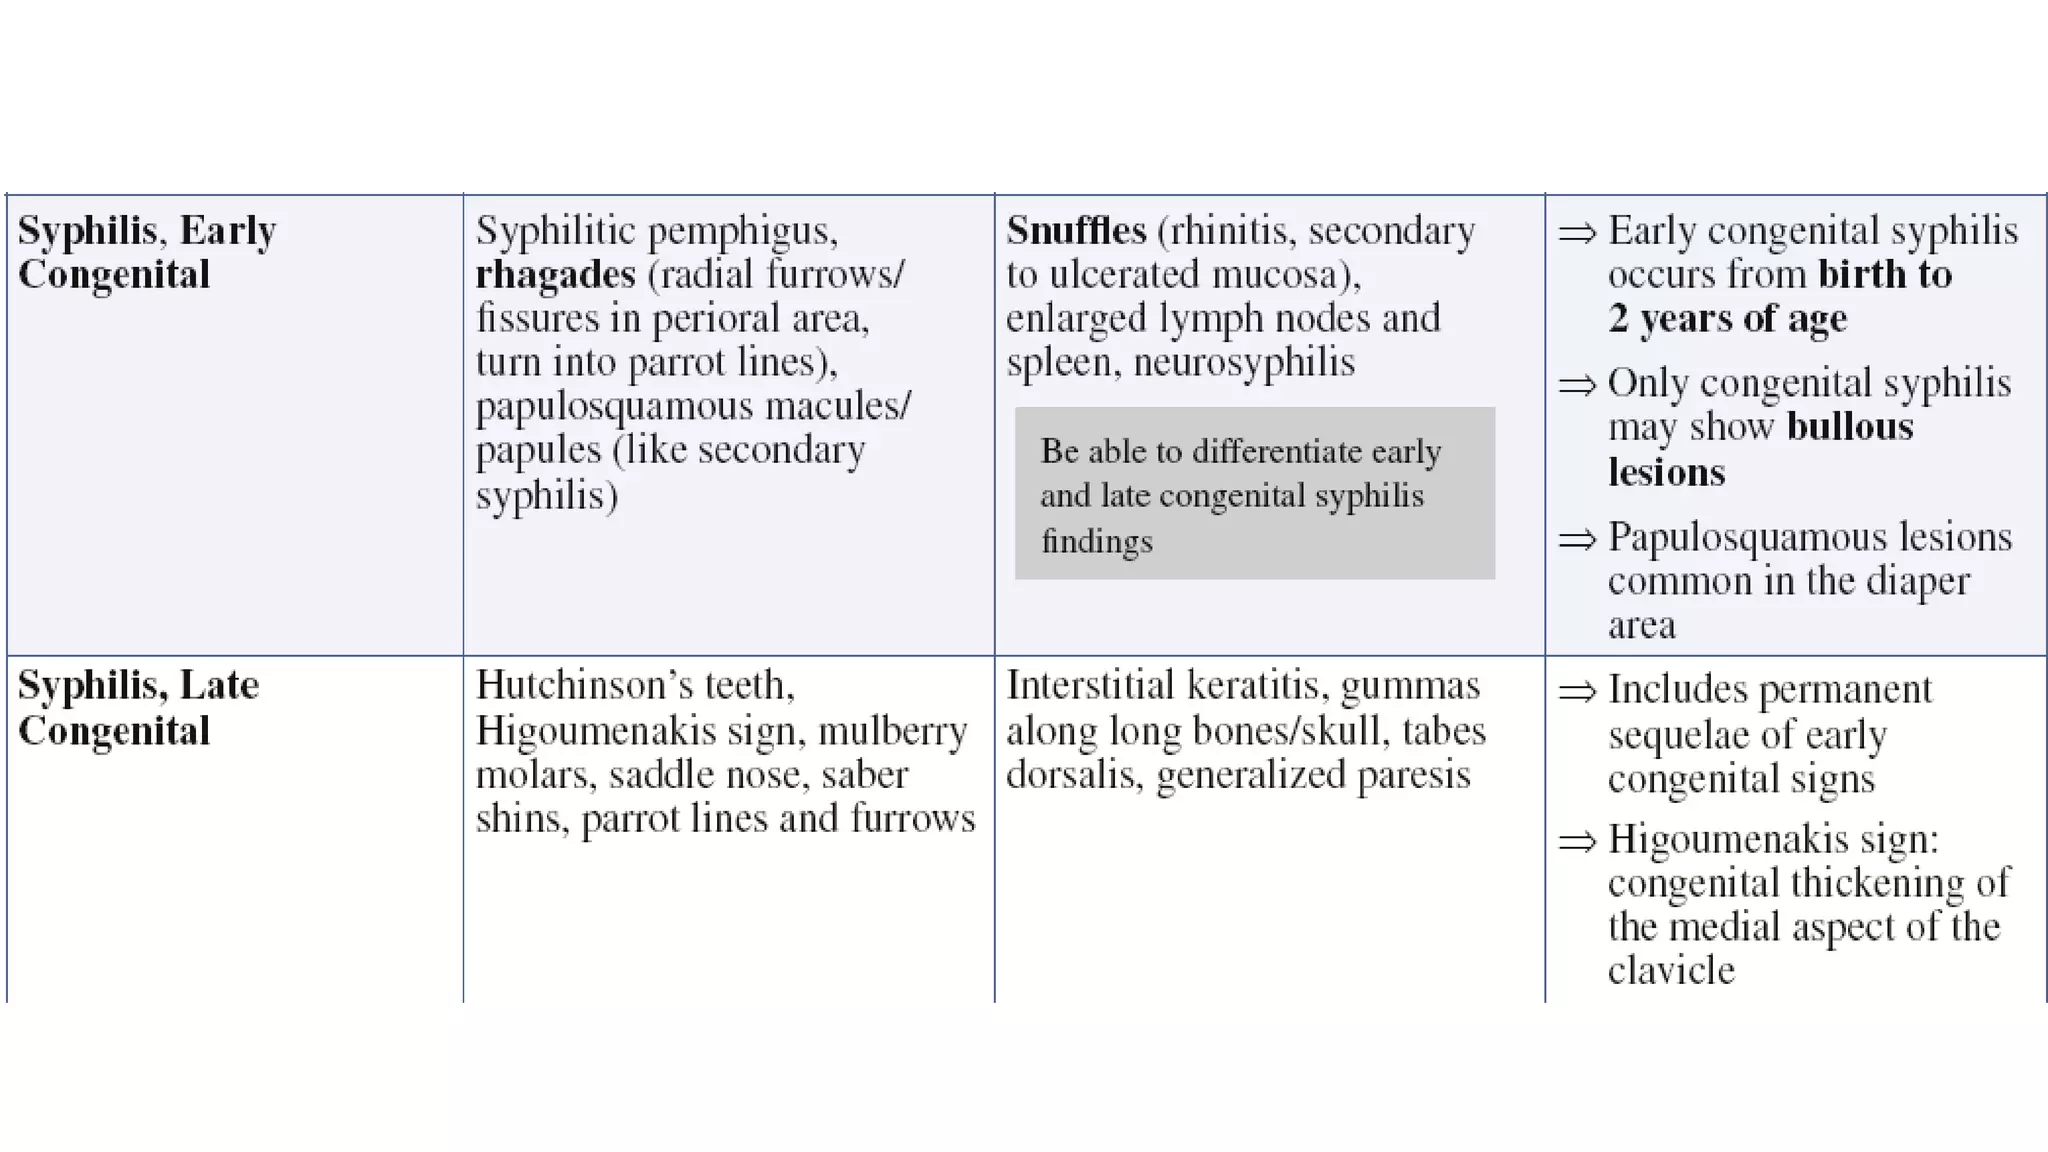 Syphilis, Early
Congenital
Syphilitic pemphigus,
rhagades (radial furrows/
fissures in perioral area,
turn into parrot lines),
papulosquamous macules/
papules (like secondary
syphilis)
Snuffles (rhinitis, secondary
to ulcerated mucosa),
enlarged lymph nodes and
spleen, neurosyphilis
Be able to differentiate early
and late congenital syphilis
findings
⇒ Early congenital syphilis
occurs from birth to
2 years of age
⇒ Only congenital syphilis
may show bullous
lesions
⇒ Papulosquamous lesions
common in the diaper
area
Syphilis, Late
Congenital
Hutchinson’s teeth,
Higoumenakis sign, mulberry
molars, saddle nose, saber
shins, parrot lines and furrows
Interstitial keratitis, gummas
along long bones/skull, tabes
dorsalis, generalized paresis
⇒ Includes permanent
sequelae of early
congenital signs
⇒ Higoumenakis sign:
congenital thickening of
the medial aspect of the
clavicle